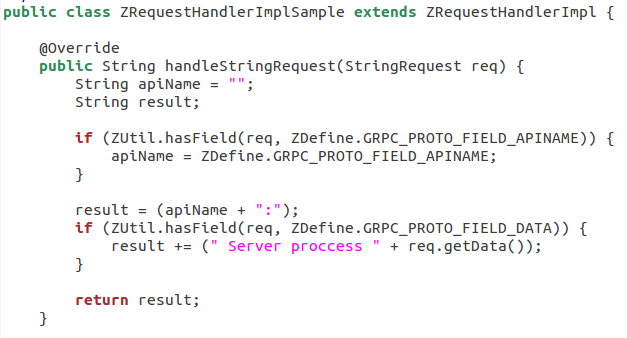 public class ZRequestHandlerImplSample extends ZRequestHandlerImpl {
@Override
public String handleStringRequest(StringRequest req) {
String apiName = "";
String result;
if (ZUtil.hasField(req, ZDefine.GRPC_PROTO_FIELD_APINAME)) {
apiName = ZDefine.GRPC_PROTO_FIELD_APINAME;
}
result = (apiName + ":");
if (ZUtil.hasField(req, ZDefine.GRPC_PROTO_FIELD_DATA)) {
result += (" Server proccess " + req.getData());
}
return result;
}